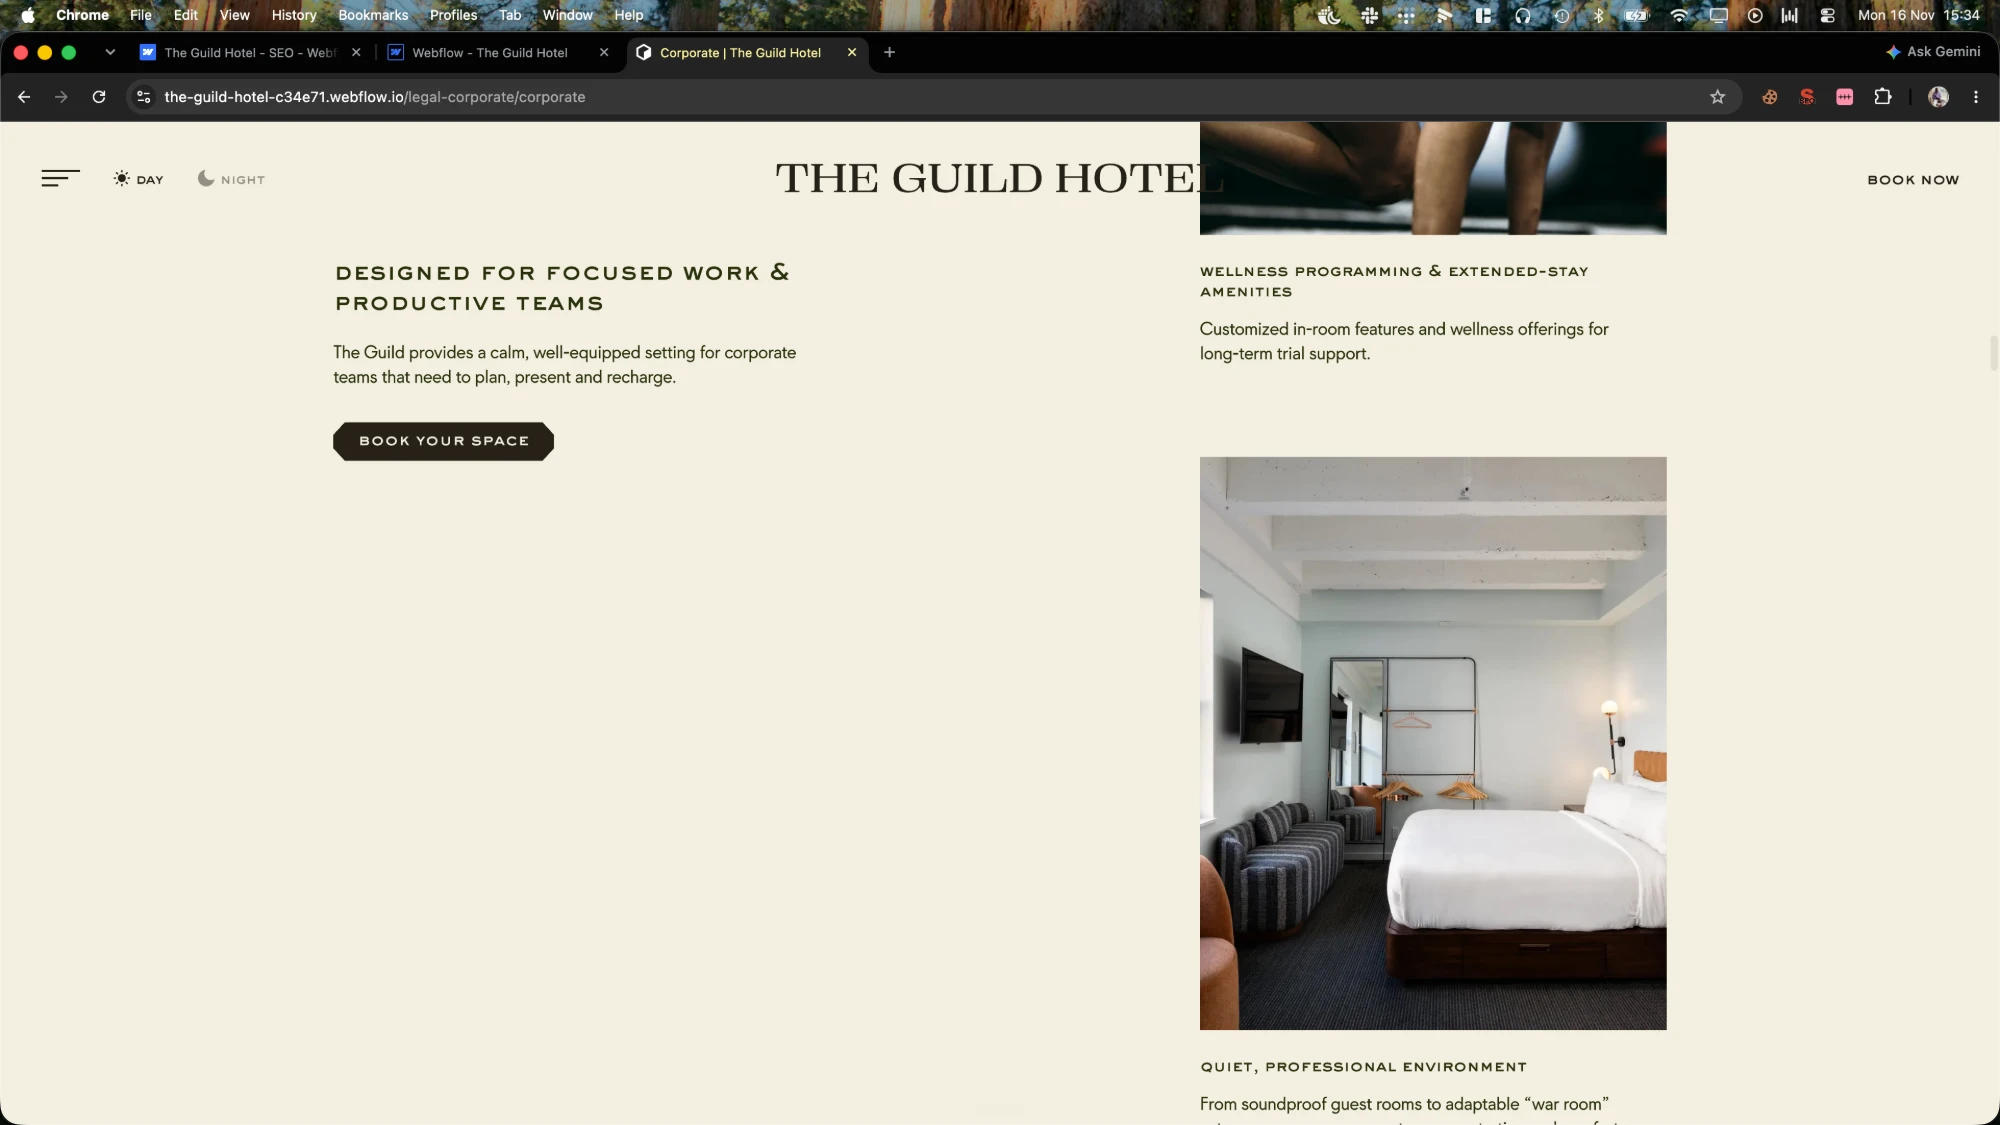 Chrome File Edit View History Bookmarks Profiles Tab Window Help
Mon 16 Nov 15:34
The Guild Hotel - SEO - Webf
Webflow - The Guild Hotel
Corporate | The Guild Hotel
Ask Gemini
the-guild-hotel-c34e71.webflow.io/legal-corporate/corporate
DAY
NIGHT
THE GUILD HOTEL
BOOK NOW
DESIGNED FOR FOCUSED WORK &
PRODUCTIVE TEAMS
The Guild provides a calm, well-equipped setting for corporate
teams that need to plan, present and recharge.
BOOK YOUR SPACE
WELLNESS PROGRAMMING & EXTENDED-STAY
AMENITIES
Customized in-room features and wellness offerings for
long-term trial support.
QUIET, PROFESSIONAL ENVIRONMENT
From soundproof guest rooms to adaptable “war room”